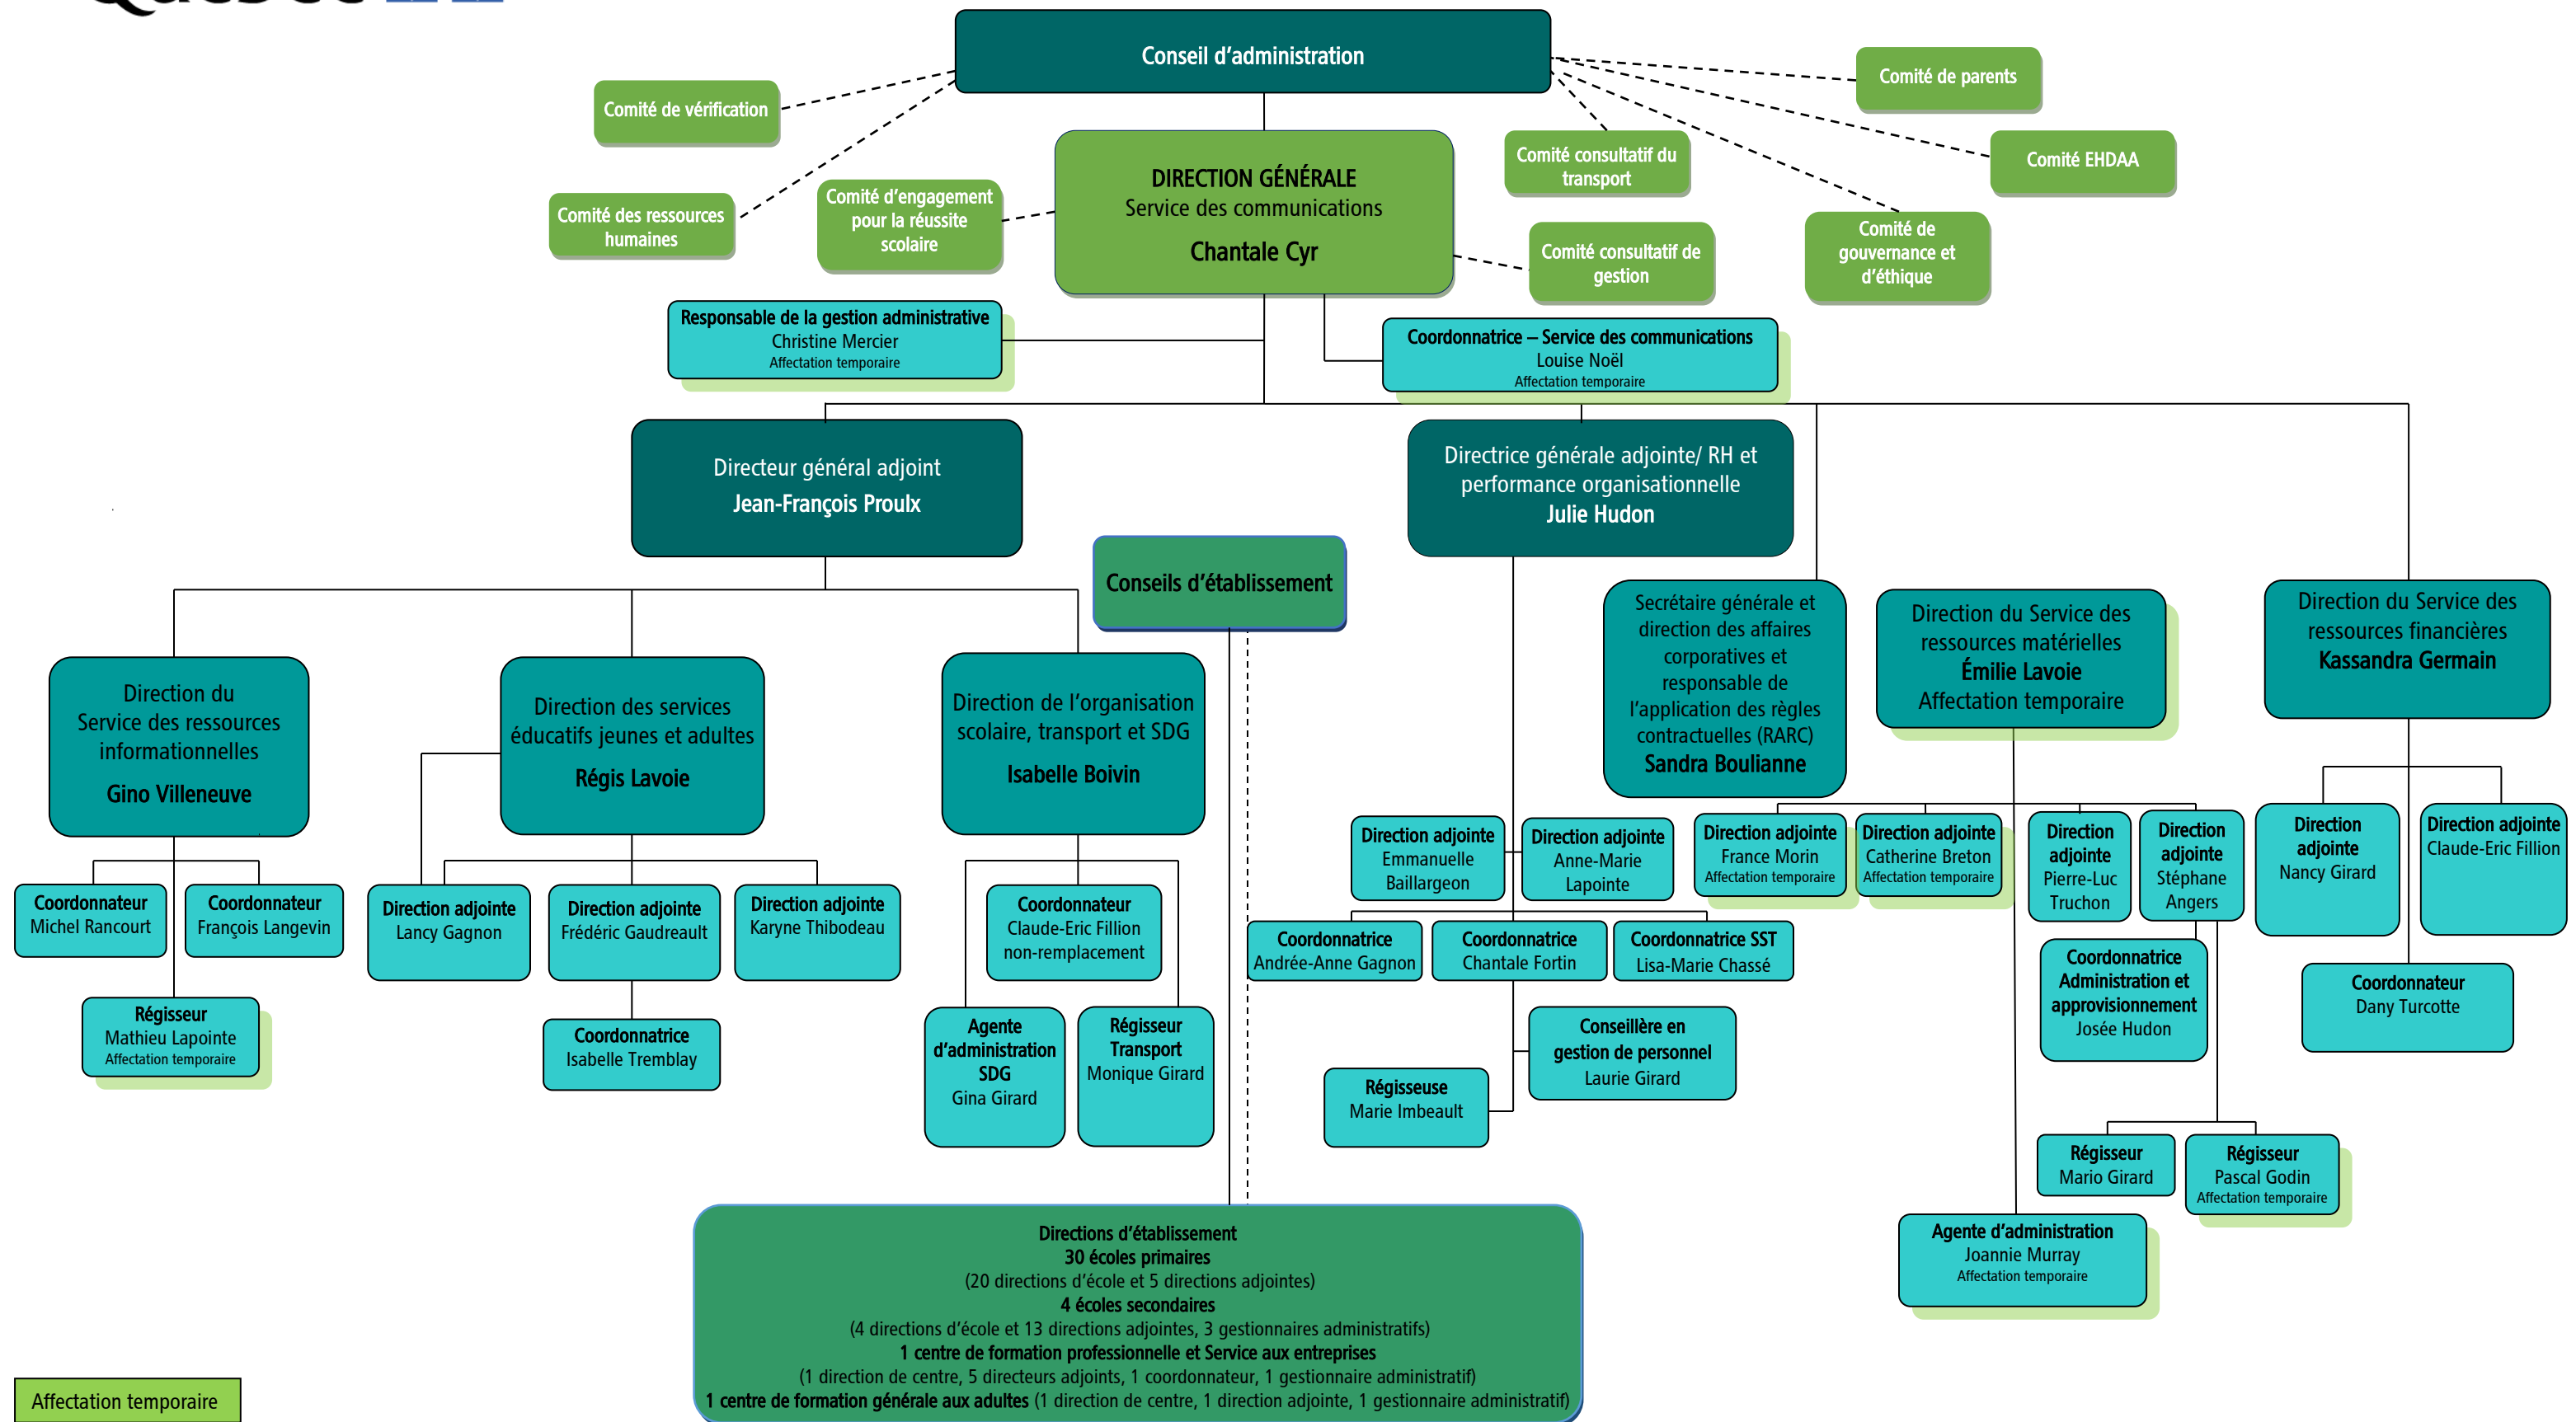 Conseil d’administration
Comité de vérification
Comité des ressources
humaines
Comité d’engagement
pour la réussite
scolaire
DIRECTION GÉNÉRALE
Service des communications
Chantale Cyr
Comité consultatif du
transport
Comité consultatif de
gestion
Comité de parents
Comité EHDAA
Comité de
gouvernance et
d’éthique
Responsable de la gestion administrative
Christine Mercier
Affectation temporaire
Coordonnatrice – Service des communications
Louise Noël
Affectation temporaire
Directeur général adjoint
Jean-François Proulx
Directrice générale adjointe/ RH et
performance organisationnelle
Julie Hudon
Conseils d’établissement
Secrétaire générale et
direction des affaires
corporatives et
responsable de
l’application des règles
contractuelles (RARC)
Sandra Boulianne
Direction du Service des
ressources matérielles
Émilie Lavoie
Affectation temporaire
Direction du Service des
ressources financières
Kassandra Germain
Direction du
Service des ressources
informationnelles
Gino Villeneuve
Direction des services
éducatifs jeunes et adultes
Régis Lavoie
Direction de l’organisation
scolaire, transport et SDG
Isabelle Boivin
Coordonnateur
Michel Rancourt
Coordonnateur
François Langevin
Régisseur
Mathieu Lapointe
Affectation temporaire
Direction adjointe
Lancy Gagnon
Direction adjointe
Frédéric Gaudreault
Direction adjointe
Karyne Thibodeau
Coordonnatrice
Isabelle Tremblay
Coordonnateur
Claude-Eric Fillion
non-remplacement
Agente
d’administration
SDG
Gina Girard
Régisseur
Transport
Monique Girard
Direction adjointe
Emmanuelle
Baillargeon
Direction adjointe
Anne-Marie
Lapointe
Coordonnatrice
Andrée-Anne Gagnon
Coordonnatrice
Chantale Fortin
Coordonnatrice SST
Lisa-Marie Chassé
Conseillère en
gestion de personnel
Laurie Girard
Régisseuse
Marie Imbeault
Direction adjointe
France Morin
Affectation temporaire
Direction adjointe
Catherine Breton
Affectation temporaire
Direction
adjointe
Pierre-Luc
Truchon
Direction
adjointe
Stéphane
Angers
Coordonnatrice
Administration et
approvisionnement
Josée Hudon
Régisseur
Mario Girard
Régisseur
Pascal Godin
Affectation temporaire
Agente d’administration
Joannie Murray
Affectation temporaire
Direction
adjointe
Nancy Girard
Direction adjointe
Claude-Eric Fillion
Coordonnateur
Dany Turcotte
Directions d’établissement
30 écoles primaires
(20 directions d’école et 5 directions adjointes)
4 écoles secondaires
(4 directions d’école et 13 directions adjointes, 3 gestionnaires administratifs)
1 centre de formation professionnelle et Service aux entreprises
(1 direction de centre, 5 directeurs adjoints, 1 coordonnateur, 1 gestionnaire administratif)
1 centre de formation générale aux adultes (1 direction de centre, 1 direction adjointe, 1 gestionnaire administratif)
Affectation temporaire